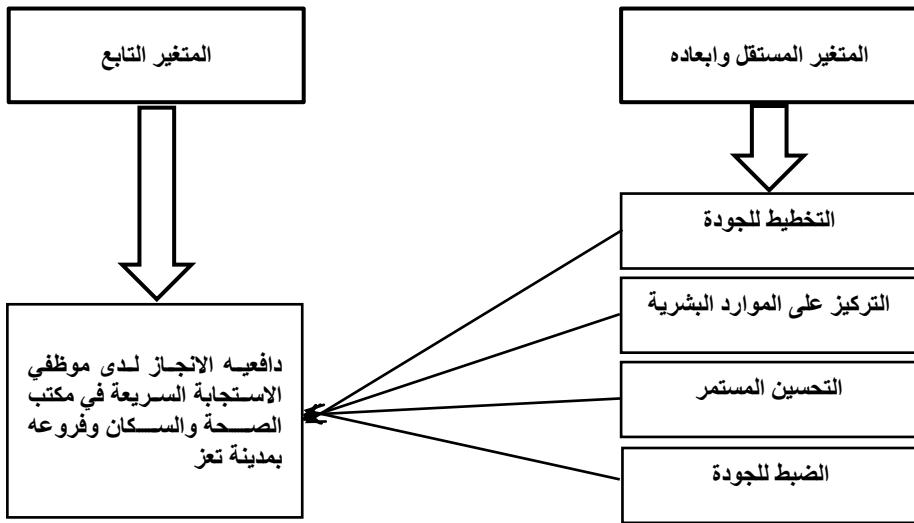 المتغير المستقل وابعاده
المتغير التابع
التخطيط للجودة
التركيز على الموارد البشرية
التحسين المستمر
الضبط للجودة
دافعيه الانجاز لدى موظفي
الاستجابة السريعة في مكتب
الصحة والسكان وفروعه
بمدينة تعز